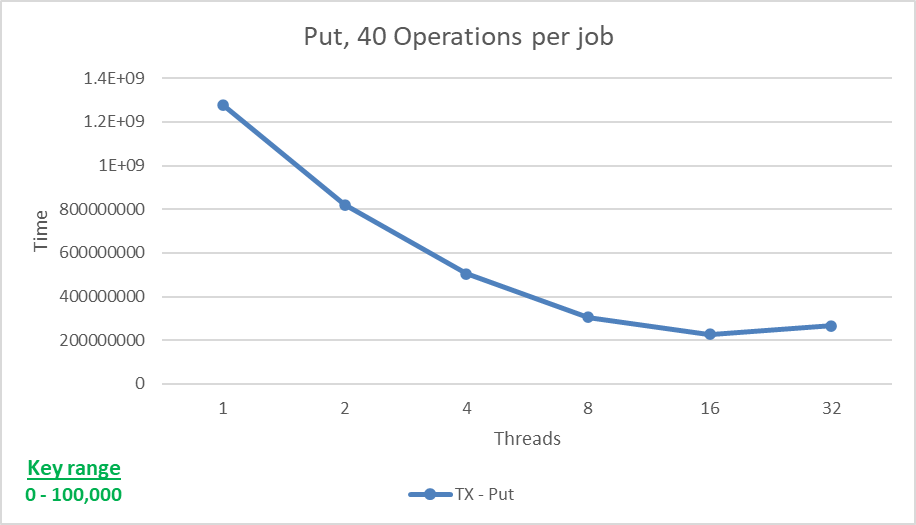 Put, 40 Operations per job
1.4E+09
1.2E+09
1E+09
800000000
600000000
400000000
200000000
0
Time
1 2 4 8 16 32
Threads
Key range
0 - 100,000
TX - Put